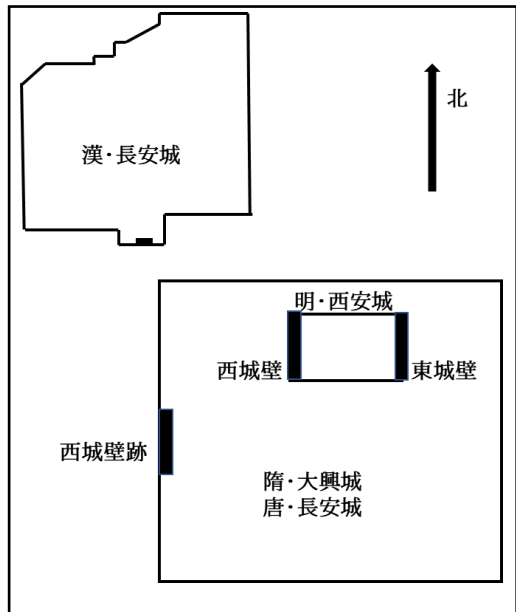 北
漢・長安城
明・西安城
西城壁
東城壁
西城壁跡
隋・大興城
唐・長安城